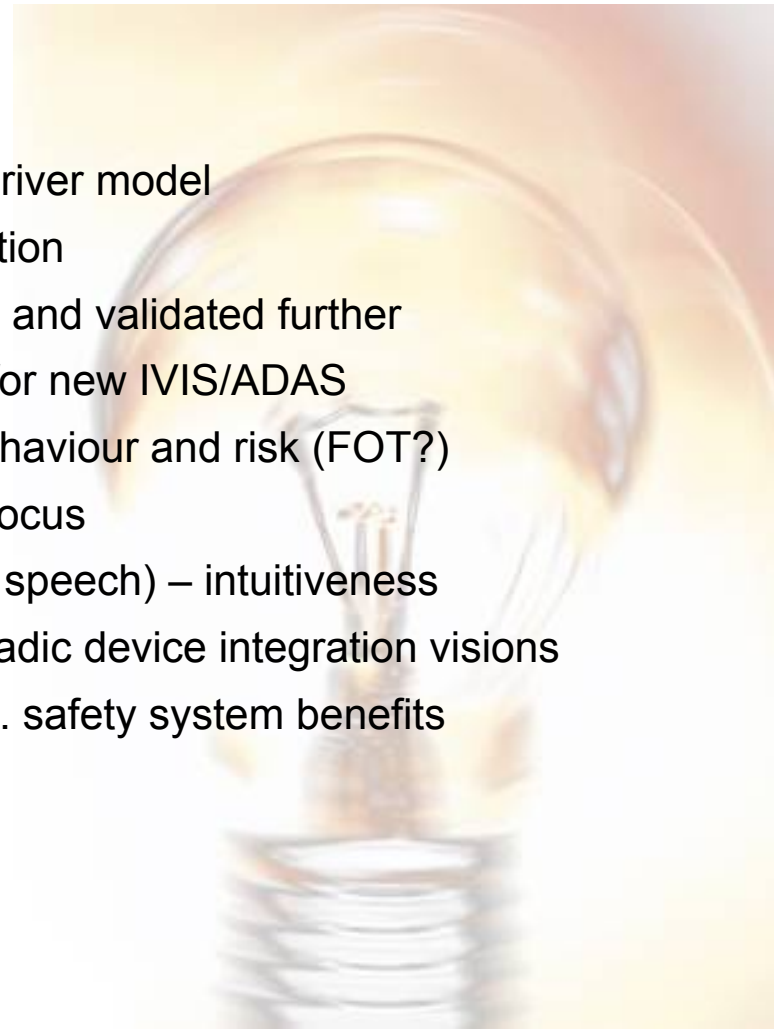 river model
tion
and validated further
or new IVIS/ADAS
haviour and risk (FOT?)
ocus
speech) – intuitiveness
adic device integration visions
. safety system benefits